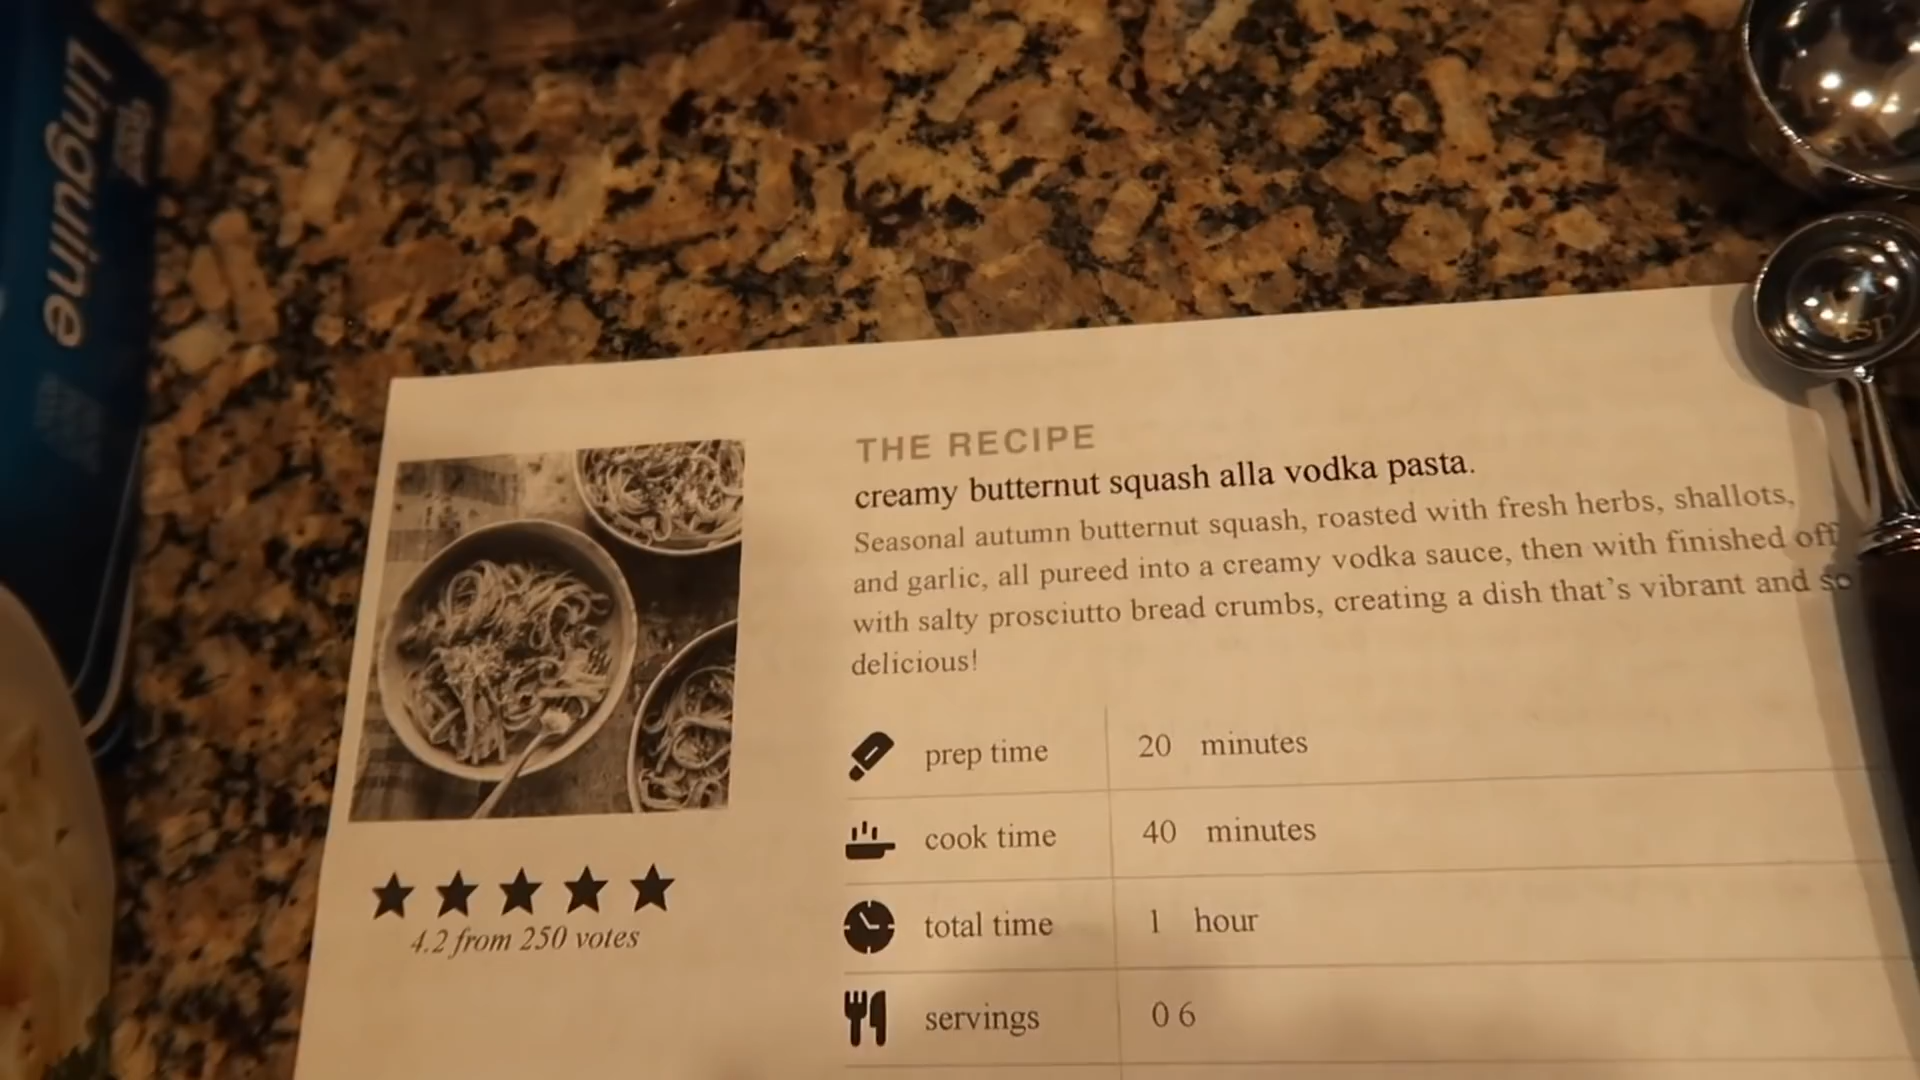 Linguine
tsp
THE RECIPE
creamy butternut squash alla vodka pasta.
Seasonal autumn butternut squash, roasted with fresh herbs, shallots,
and garlic, all pureed into a creamy vodka sauce, then with finished off
with salty prosciutto bread crumbs, creating a dish that's vibrant and so
delicious!
prep time 20 minutes
cook time 40 minutes
total time 1 hour
servings 0 6
4.2 from 250 votes